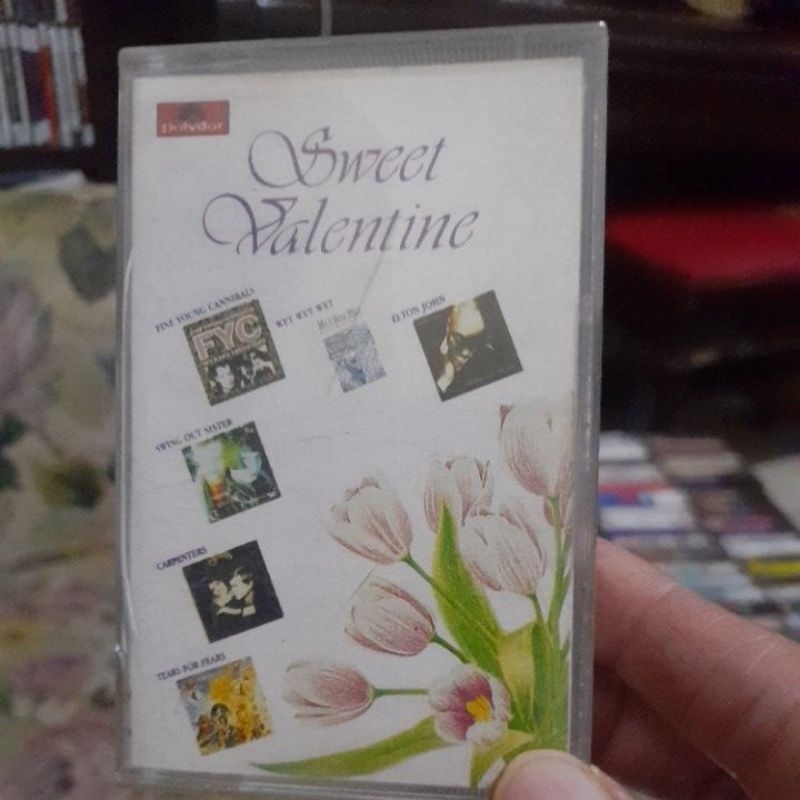 Polydor
Sweet
Valentine
FINE YOUNG CANNIBALS
WET WET WET
ELTON JOHN
FYC
SWING OUT SISTER
CARPENTERS
TEARS FOR FEARS